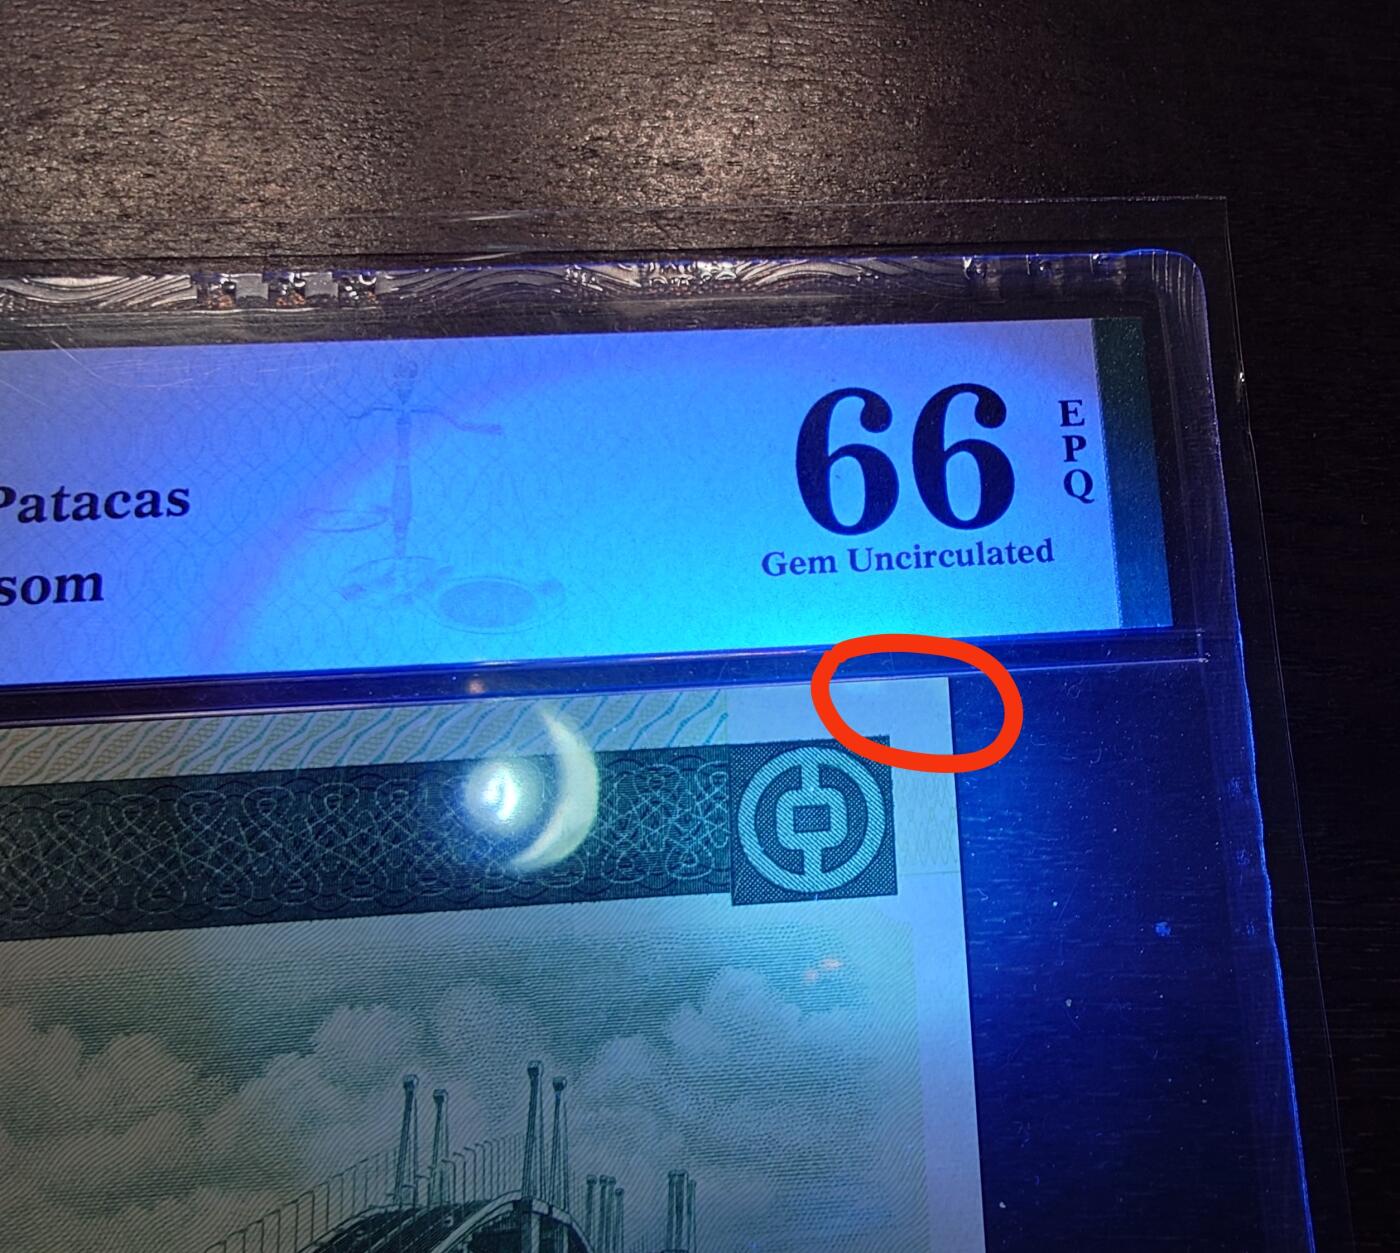 Patacas
som
66
EPQ
Gem Uncirculated